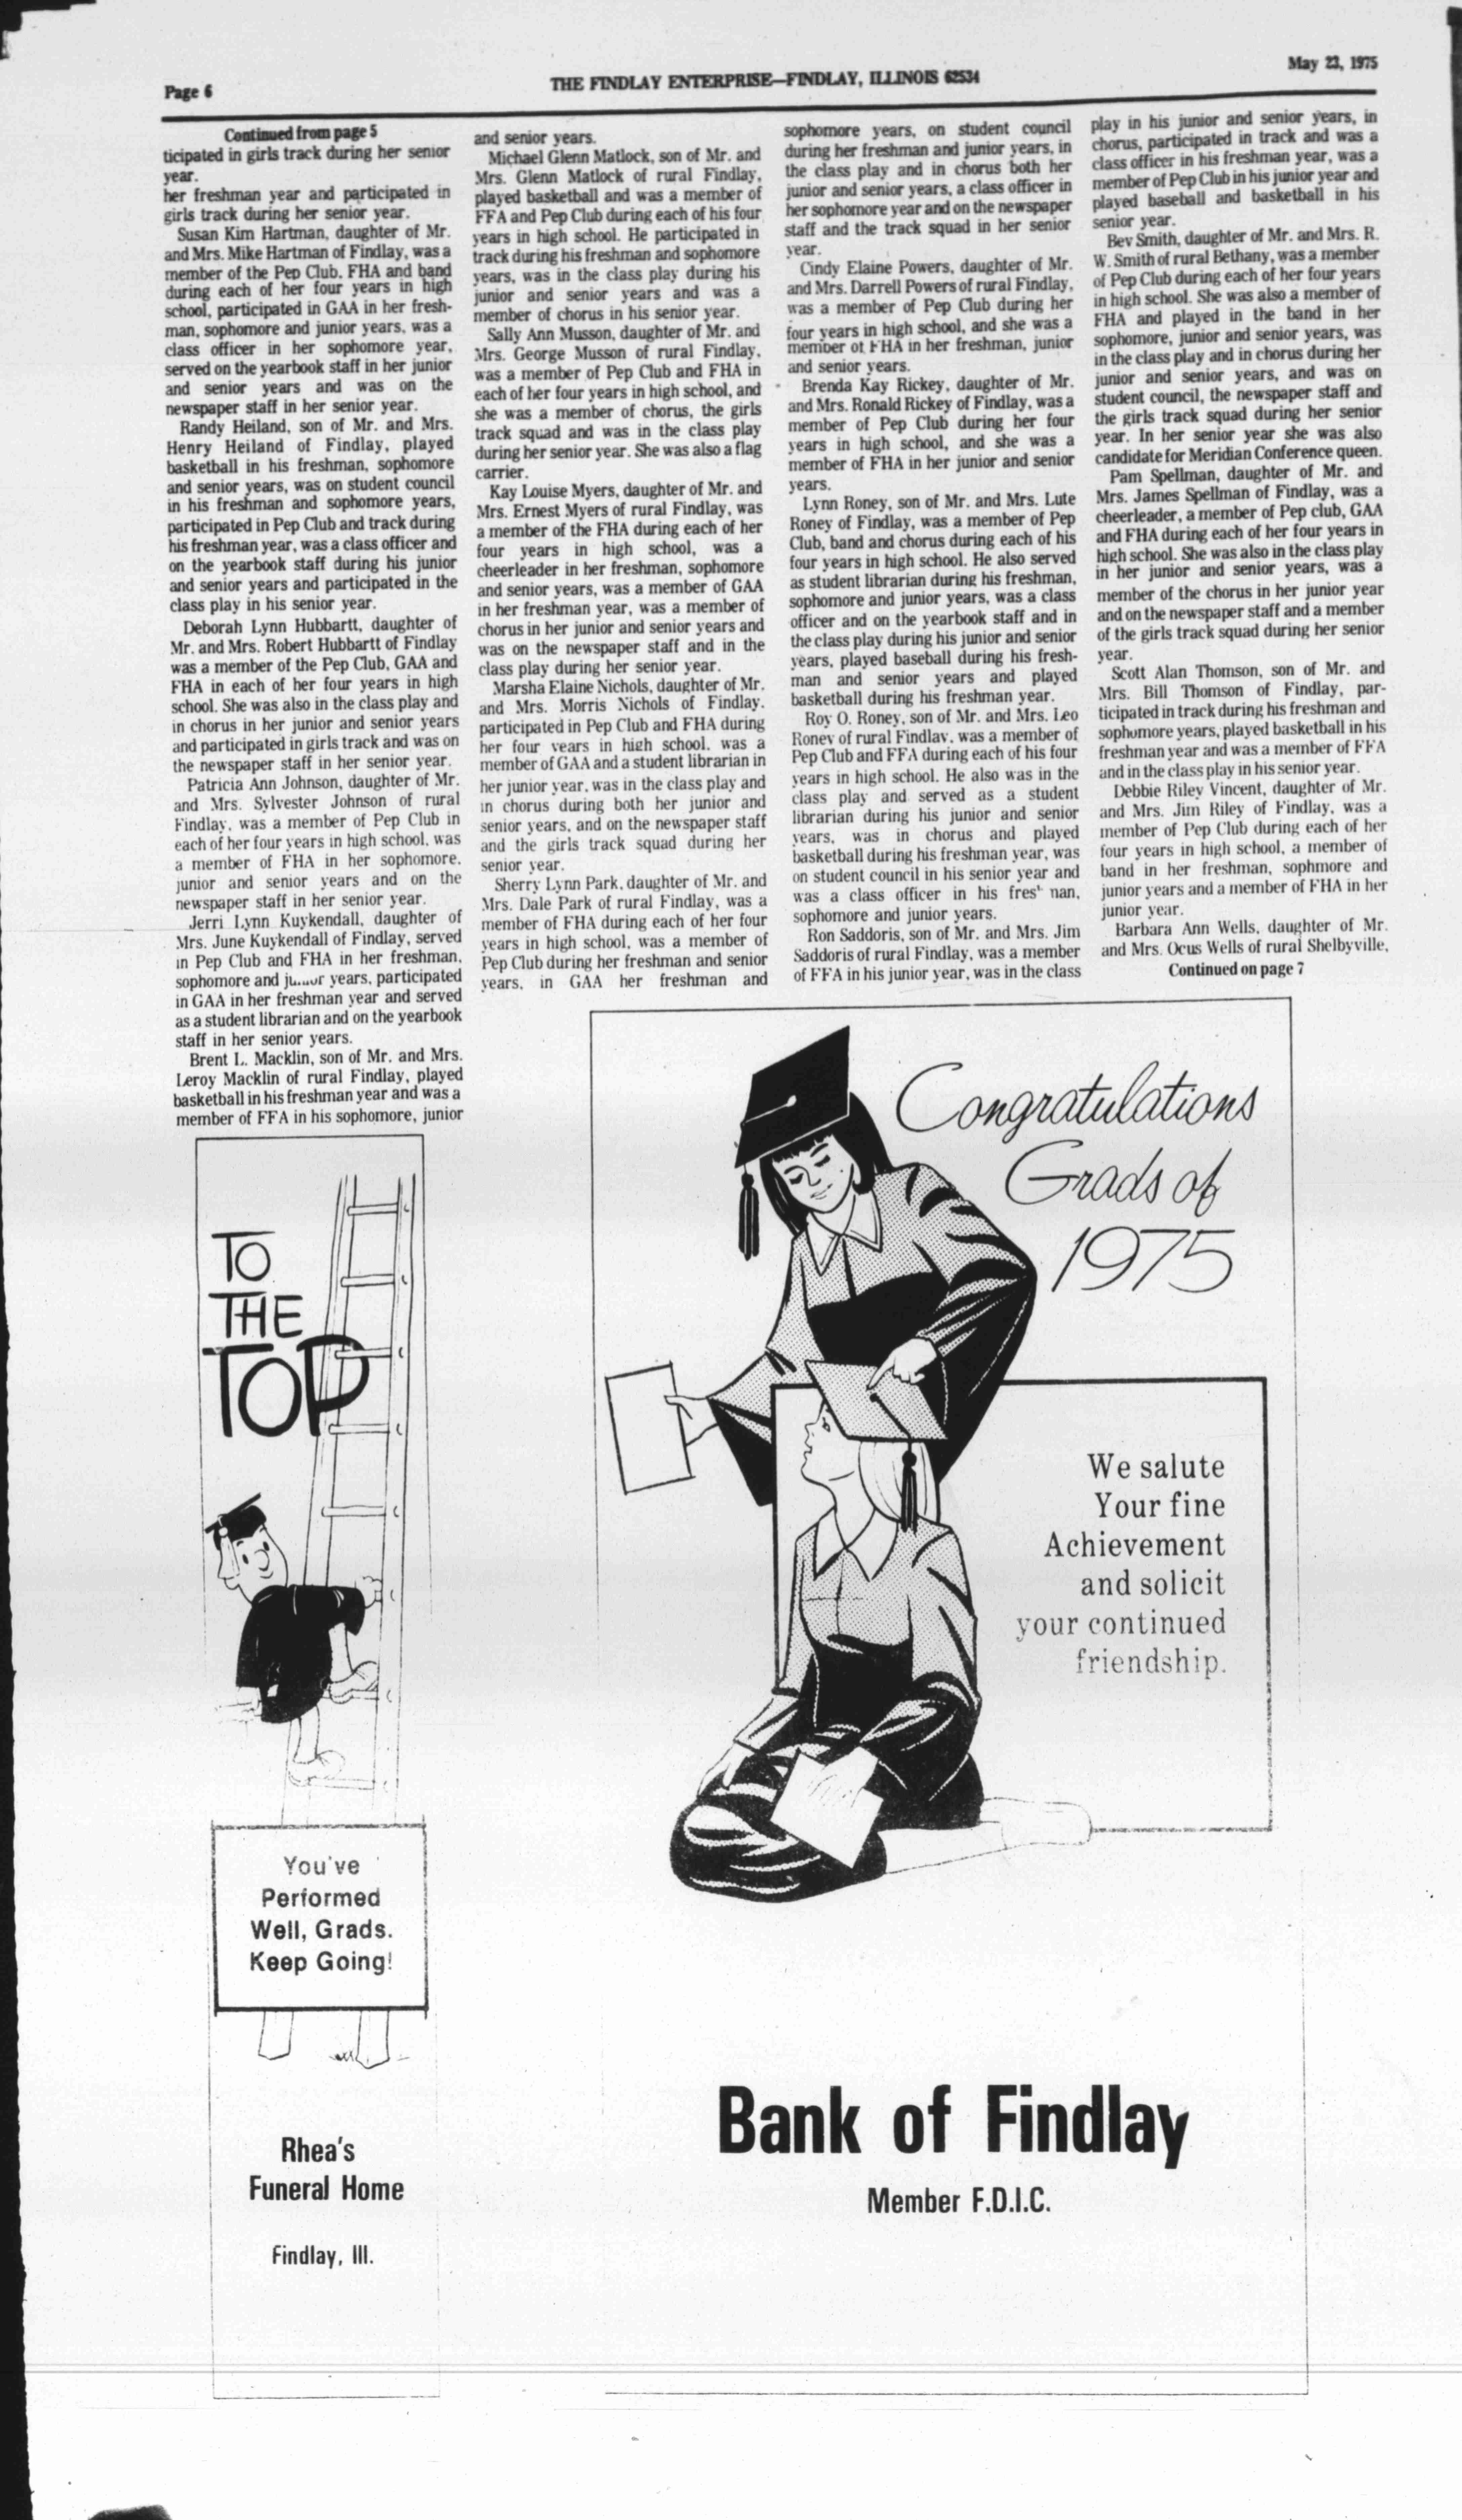 Page 6
THE FINDLAY ENTERPRISE—FINDLAY, ILLINOIS 62534
May 23, 1975
Continued from page 5
ticipated in girls track during her senior
year.
her freshman year and participated in
girls track during her senior year.
Susan Kim Hartman, daughter of Mr.
and Mrs. Mike Hartman of Findlay, was a
member of the Pep Club, FHA and band
during each of her four years in high
school, participated in GAA in her fresh-
man, sophomore and junior years, was a
class officer in her sophomore year,
served on the yearbook staff in her junior
and senior years and was on the
newspaper staff in her senior year.
Randy Heiland, son of Mr. and Mrs.
Henry Heiland of Findlay, played
basketball in his freshman, sophomore
and senior years, was on student council
in his freshman and sophomore years,
participated in Pep Club and track during
his freshman year, was a class officer and
on the yearbook staff during his junior
and senior years and participated in the
class play in his senior year.
Deborah Lynn Hubbartt, daughter of
Mr. and Mrs. Robert Hubbartt of Findlay
was a member of the Pep Club, GAA and
FHA in each of her four years in high
school. She was also in the class play and
in chorus in her junior and senior years
and participated in girls track and was on
the newspaper staff in her senior year.
Patricia Ann Johnson, daughter of Mr.
and Mrs. Sylvester Johnson of rural
Findlay, was a member of Pep Club in
each of her four years in high school, was
a member of FHA in her sophomore,
junior and senior years and on the
newspaper staff in her senior year.
Jerri Lynn Kuykendall, daughter of
Mrs. June Kuykendall of Findlay, served
in Pep Club and FHA in her freshman,
sophomore and junior years, participated
in GAA in her freshman year and served
as a student librarian and on the yearbook
staff in her senior years.
Brent L. Macklin, son of Mr. and Mrs.
Leroy Macklin of rural Findlay, played
basketball in his freshman year and was a
member of FFA in his sophomore, junior
and senior years.
Michael Glenn Matlock, son of Mr. and
Mrs. Glenn Matlock of rural Findlay,
played basketball and was a member of
FFA and Pep Club during each of his four
years in high school. He participated in
track during his freshman and sophomore
years, was in the class play during his
junior and senior years and was a
member of chorus in his senior year.
Sally Ann Musson, daughter of Mr. and
Mrs. George Musson of rural Findlay,
was a member of Pep Club and FHA in
each of her four years in high school, and
she was a member of chorus, the girls
track squad and was in the class play
during her senior year. She was also a flag
carrier.
Kay Louise Myers, daughter of Mr. and
Mrs. Ernest Myers of rural Findlay, was
a member of the FHA during each of her
four years in high school, was a
cheerleader in her freshman, sophomore
and senior years, was a member of GAA
in her freshman year, was a member of
chorus in her junior and senior years and
was on the newspaper staff and in the
class play during her senior year.
Marsha Elaine Nichols, daughter of Mr.
and Mrs. Morris Nichols of Findlay,
participated in Pep Club and FHA during
her four years in high school, was a
member of GAA and a student librarian in
her junior year, was in the class play and
in chorus during both her junior and
senior years, and on the newspaper staff
and the girls track squad during her
senior year.
Sherry Lynn Park, daughter of Mr. and
Mrs. Dale Park of rural Findlay, was a
member of FHA during each of her four
years in high school, was a member of
Pep Club during her freshman and senior
years, in GAA her freshman and
sophomore years, on student council
during her freshman and junior years, in
the class play and in chorus both her
junior and senior years, a class officer in
her sophomore year and on the newspaper
staff and the track squad in her senior
year.
Cindy Elaine Powers, daughter of Mr.
and Mrs. Darrell Powers of rural Findlay,
was a member of Pep Club during her
four years in high school, and she was a
member of FHA in her freshman, junior
and senior years.
Brenda Kay Rickey, daughter of Mr.
and Mrs. Ronald Rickey of Findlay, was a
member of Pep Club during her four
years in high school, and she was a
member of FHA in her junior and senior
years.
Lynn Roney, son of Mr. and Mrs. Lute
Roney of Findlay, was a member of Pep
Club, band and chorus during each of his
four years in high school. He also served
as student librarian during his freshman,
sophomore and junior years, was a class
officer and on the yearbook staff and in
the class play during his junior and senior
years, played baseball during his fresh-
man and senior years and played
basketball during his freshman year.
Roy O. Roney, son of Mr. and Mrs. Leo
Roney of rural Findlay, was a member of
Pep Club and FFA during each of his four
years in high school. He also was in the
class play and served as a student
librarian during his junior and senior
years, was in chorus and played
basketball during his freshman year, was
on student council in his senior year and
was a class officer in his fres' nan,
sophomore and junior years.
Ron Saddoris, son of Mr. and Mrs. Jim
Saddoris of rural Findlay, was a member
of FFA in his junior year, was in the class
play in his junior and senior years, in
chorus, participated in track and was a
class officer in his freshman year, was a
member of Pep Club in his junior year and
played baseball and basketball in his
senior year.
Bev Smith, daughter of Mr. and Mrs. R.
W. Smith of rural Bethany, was a member
of Pep Club during each of her four years
in high school. She was also a member of
FHA and played in the band in her
sophomore, junior and senior years, was
in the class play and in chorus during her
junior and senior years, and was on
student council, the newspaper staff and
the girls track squad during her senior
year. In her senior year she was also
candidate for Meridian Conference queen.
Pam Spellman, daughter of Mr. and
Mrs. James Spellman of Findlay, was a
cheerleader, a member of Pep club, GAA
and FHA during each of her four years in
high school. She was also in the class play
in her junior and senior years, was a
member of the chorus in her junior year
and on the newspaper staff and a member
of the girls track squad during her senior
year.
Scott Alan Thomson, son of Mr. and
Mrs. Bill Thomson of Findlay, par-
ticipated in track during his freshman and
sophomore years, played basketball in his
freshman year and was a member of FFA
and in the class play in his senior year.
Debbie Riley Vincent, daughter of Mr.
and Mrs. Jim Riley of Findlay, was a
member of Pep Club during each of her
four years in high school, a member of
band in her freshman, sophmore and
junior years and a member of FHA in her
junior year.
Barbara Ann Wells, daughter of Mr.
and Mrs. Ocus Wells of rural Shelbyville,
Continued on page 7
TO
THE
TOP
You've
Performed
Well, Grads.
Keep Going!
Rhea's
Funeral Home
Findlay, Ill.
Congratulations
Grads of
1975
We salute
Your fine
Achievement
and solicit
your continued
friendship.
Bank of Findlay
Member F.D.I.C.